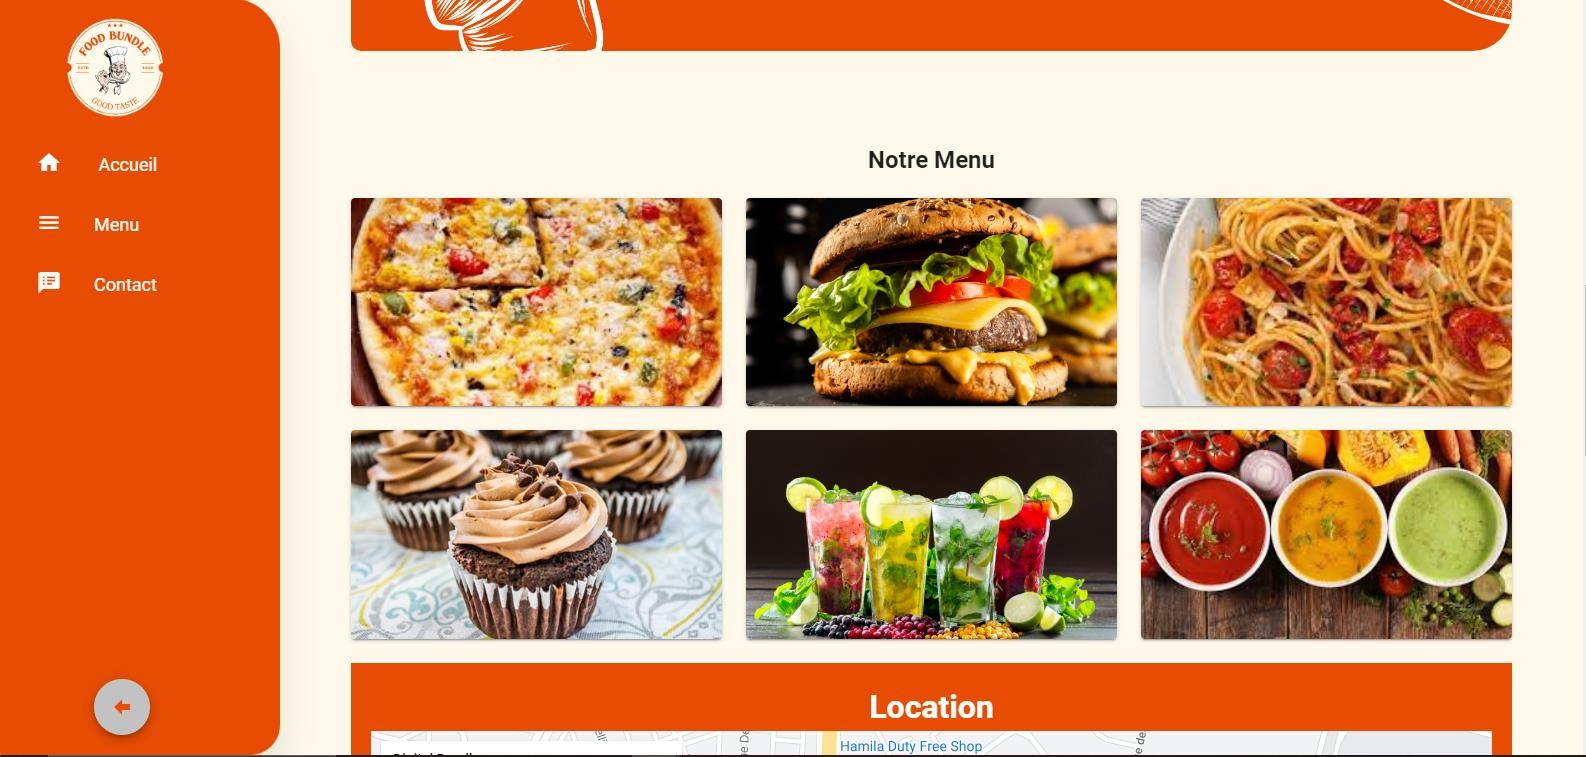 FOOD BUNDLE
GOOD TASTE
Accueil
Menu
Contact
Notre Menu
Location
Hamila Duty Free Shop